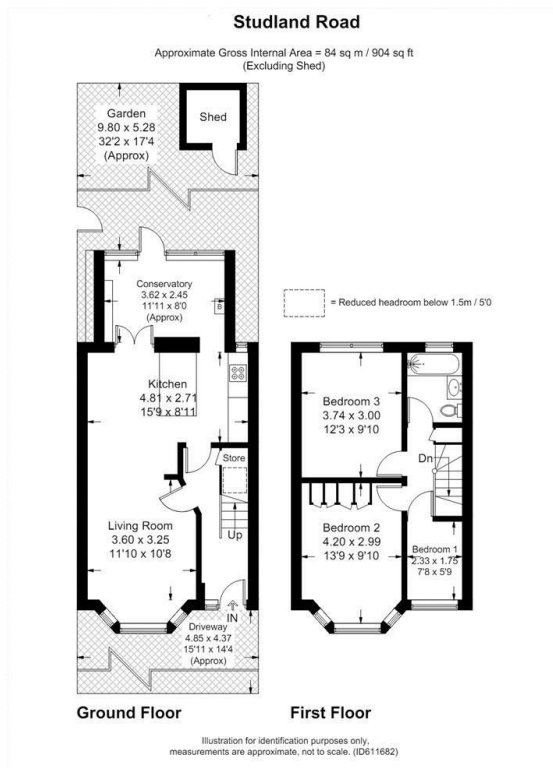 Studland Road
Approximate Gross Internal Area = 84 sq m / 904 sq ft
(Excluding Shed)
Garden
9.80 x 5.28
32'2 x 17'4
(Approx)
Shed
Conservatory
3.62 x 2.45
11'11 x 8'0
(Approx)
B
= Reduced headroom below 1.5m / 5'0
Kitchen
4.81 x 2.71
15'9 x 8'11
Store
Living Room
3.60 x 3.25
11'10 x 10'8
Up
IN
Driveway
4.85 x 4.37
15'11 x 14'4
(Approx)
Bedroom 3
3.74 x 3.00
12'3 x 9'10
Dn
Bedroom 2
4.20 x 2.99
13'9 x 9'10
Bedroom 1
2.33 x 1.75
7'8 x 5'9
Ground Floor
First Floor
Illustration for identification purposes only,
measurements are approximate, not to scale. (ID611682)